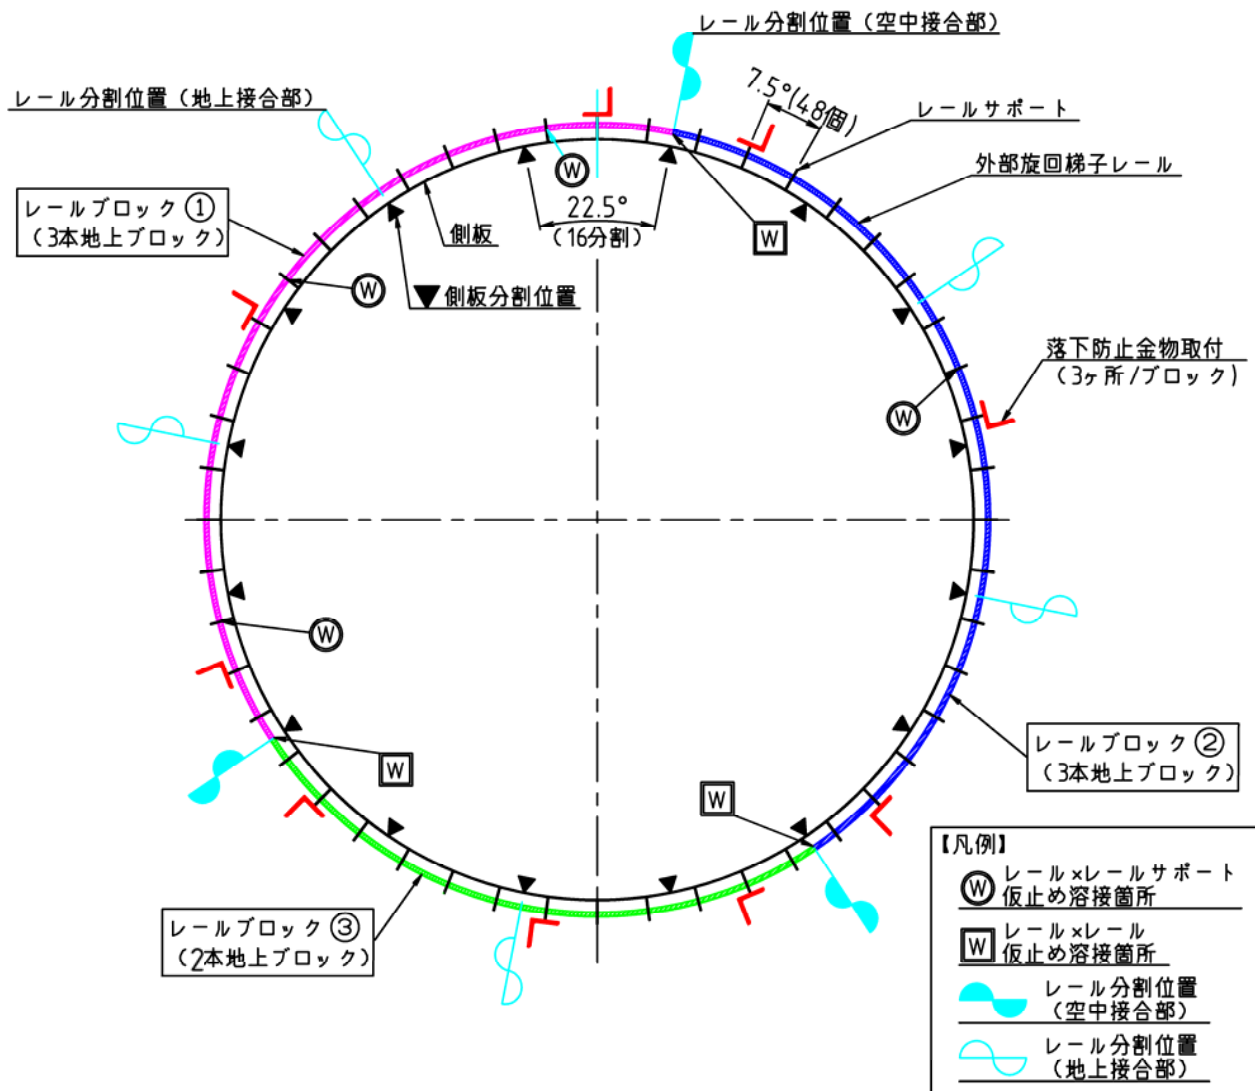 レール分割位置（空中接合部）
レール分割位置（地上接合部）
7.5°(48個)
レールサポート
外部旋回梯子レール
W
レールブロック①
（3本地上ブロック）
22.5°
（16分割）
側板
W
W
▼側板分割位置
落下防止金物取付
（3ヶ所/ブロック）
W
W
レールブロック②
（3本地上ブロック）
W
W
レールブロック③
（2本地上ブロック）
【凡例】
W レール×レールサポート
仮止め溶接箇所
W レール×レール
仮止め溶接箇所
レール分割位置
（空中接合部）
レール分割位置
（地上接合部）